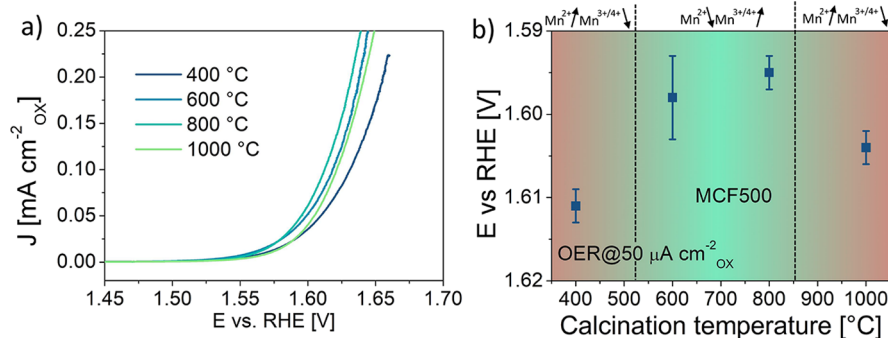 a)
J [mA cm⁻²OX]
0.25
0.20
0.15
0.10
0.05
0.00
400 °C
600 °C
800 °C
1000 °C
1.45
1.50
1.55
1.60
1.65
1.70
E vs. RHE [V]
b)
Mn²⁺ Mn³⁺/⁴⁺
Mn²⁺ Mn³⁺/⁴⁺
Mn²⁺ Mn³⁺/⁴⁺
E vs RHE [V]
1.59
1.60
1.61
1.62
MCF500
OER@50 µA cm⁻²OX
400
500
600
700
800
900
1000
Calcination temperature [°C]